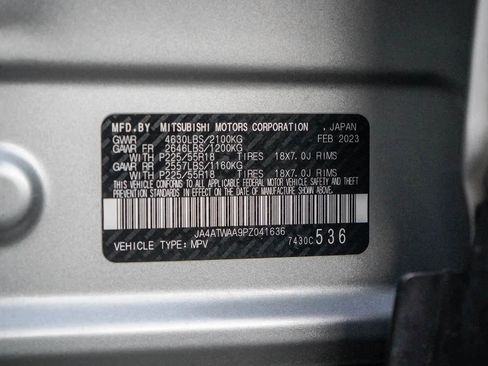 MFD.BY MITSUBISHI MOTORS CORPORATION , JAPAN
GVWR 4630LBS/2100KG FEB 2023
GAWR FR 2646LBS/1200KG
WITH P225/55R18 TIRES 18X7.0J RIMS
GAWR RR 2557LBS/1160KG
WITH P225/55R18 TIRES 18X7.0J RIMS
THIS VEHICLE CONFORMS TO ALL APPLICABLE FEDERAL MOTOR VEHICLE SAFETY AND
THEFT PREVENTION STANDARDS IN EFFECT ON THE DATE OF MANUFACTURE SHOWN ABOVE.
JA4ATWAA9PZ041636
VEHICLE TYPE: MPV 7430C 536